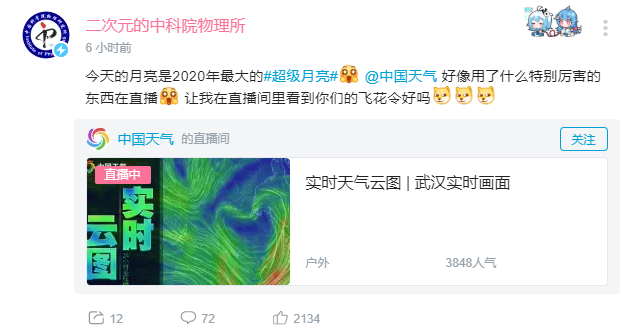 二次元的中科院物理所
6 小时前
今天的月亮是2020年最大的#超级月亮# @中国天气 好像用了什么特别厉害的
东西在直播 让我在直播间里看到你们的飞花令好吗
中国天气 的直播间
关注
直播中
实时
云图
实时天气云图 | 武汉实时画面
户外
3848人气
12
72
2134